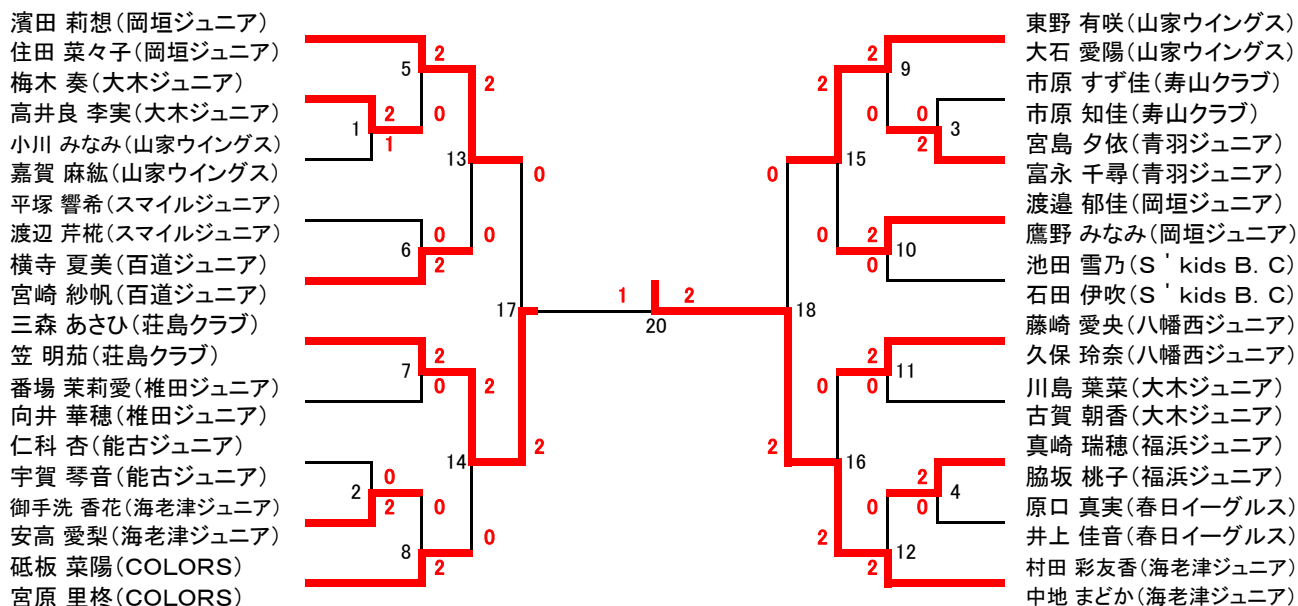 濱田 莉想(岡垣ジュニア)
住田 菜々子(岡垣ジュニア)
梅木 奏(大木ジュニア)
高井良 李実(大木ジュニア)
小川 みなみ(山家ウイングス)
嘉賀 麻紘(山家ウイングス)
平塚 響希(スマイルジュニア)
渡辺 芹椛(スマイルジュニア)
横寺 夏美(百道ジュニア)
宮崎 紗帆(百道ジュニア)
三森 あさひ(荘島クラブ)
笠 明茄(荘島クラブ)
番場 茉莉愛(椎田ジュニア)
向井 華穂(椎田ジュニア)
仁科 杏(能古ジュニア)
宇賀 琴音(能古ジュニア)
御手洗 香花(海老津ジュニア)
安高 愛梨(海老津ジュニア)
砥板 菜陽(COLORS)
宮原 里柊(COLORS)
5
2
1
2
1
0
2
13
0
6
0
2
0
17
7
2
0
2
14
2
2
0
2
0
8
2
0
1
2
20
東野 有咲(山家ウイングス)
大石 愛陽(山家ウイングス)
市原 すず佳(寿山クラブ)
市原 知佳(寿山クラブ)
宮島 夕依(青羽ジュニア)
富永 千尋(青羽ジュニア)
渡邉 郁佳(岡垣ジュニア)
鷹野 みなみ(岡垣ジュニア)
池田 雪乃(S'kids B.C)
石田 伊吹(S'kids B.C)
藤崎 愛央(八幡西ジュニア)
久保 玲奈(八幡西ジュニア)
川島 葉菜(大木ジュニア)
古賀 朝香(大木ジュニア)
真崎 瑞穂(福浜ジュニア)
脇坂 桃子(福浜ジュニア)
原口 真実(春日イーグルス)
井上 佳音(春日イーグルス)
村田 彩友香(海老津ジュニア)
中地 まどか(海老津ジュニア)
2
9
2
0
0
3
2
15
0
0
2
10
0
18
2
11
0
0
2
16
2
0
0
4
2
12
2